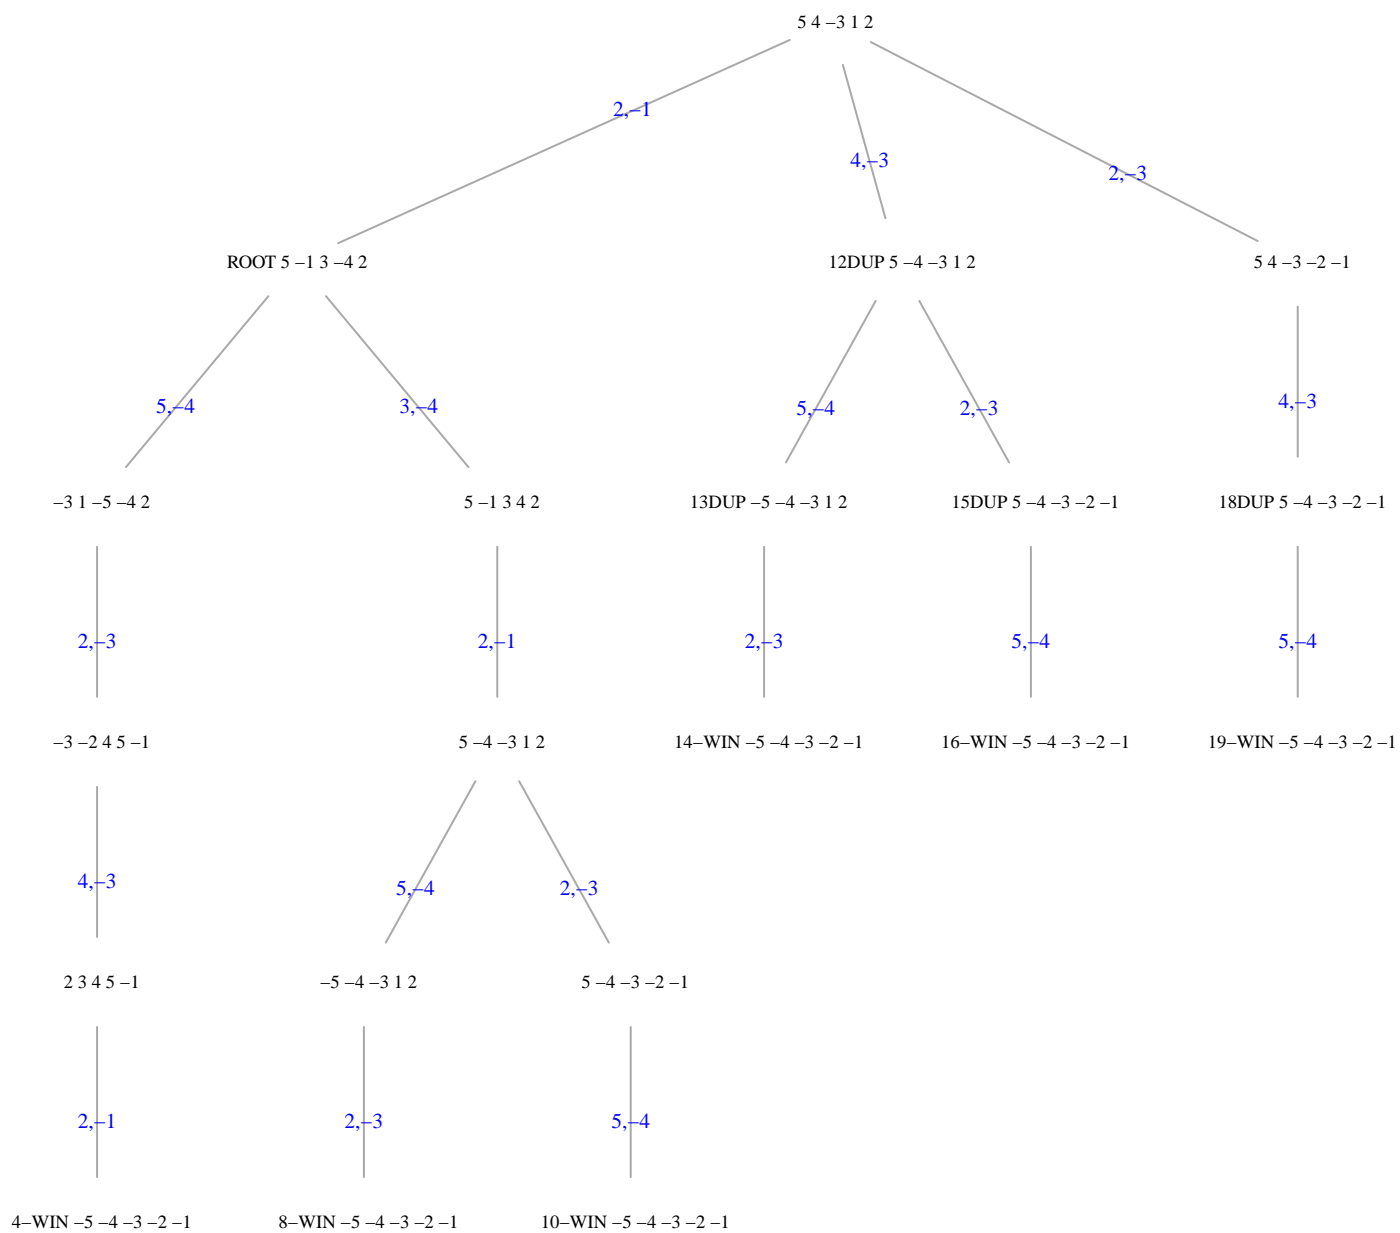 5 4 −3 1 2
2,−1
4,−3
2,−3
ROOT 5 −1 3 −4 2
12DUP 5 −4 −3 1 2
5 4 −3 −2 −1
5,−4
3,−4
5,−4
2,−3
4,−3
−3 1 −5 −4 2
5 −1 3 4 2
13DUP −5 −4 −3 1 2
15DUP 5 −4 −3 −2 −1
18DUP 5 −4 −3 −2 −1
2,−3
2,−1
2,−3
5,−4
5,−4
−3 −2 4 5 −1
5 −4 −3 1 2
14−WIN −5 −4 −3 −2 −1
16−WIN −5 −4 −3 −2 −1
19−WIN −5 −4 −3 −2 −1
4,−3
5,−4
2,−3
2 3 4 5 −1
−5 −4 −3 1 2
5 −4 −3 −2 −1
2,−1
2,−3
5,−4
4−WIN −5 −4 −3 −2 −1
8−WIN −5 −4 −3 −2 −1
10−WIN −5 −4 −3 −2 −1